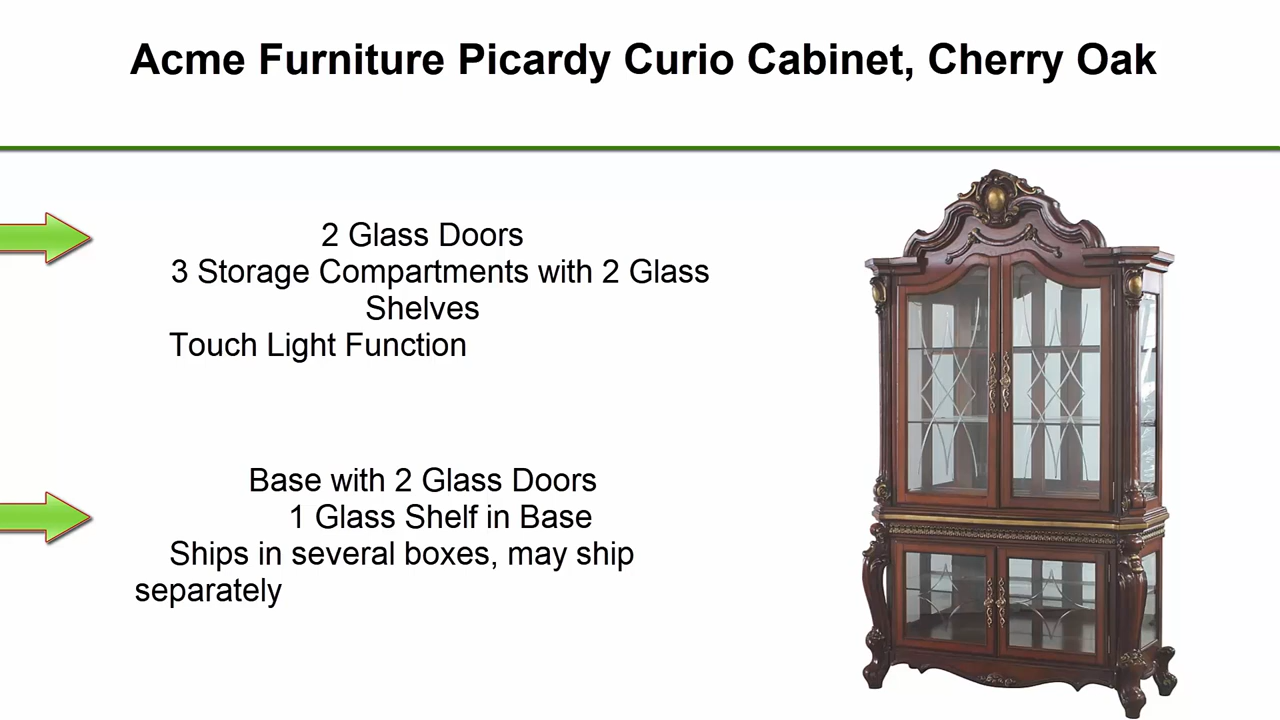 Acme Furniture Picardy Curio Cabinet, Cherry Oak
2 Glass Doors
3 Storage Compartments with 2 Glass
Shelves
Touch Light Function
Base with 2 Glass Doors
1 Glass Shelf in Base
Ships in several boxes, may ship
separately